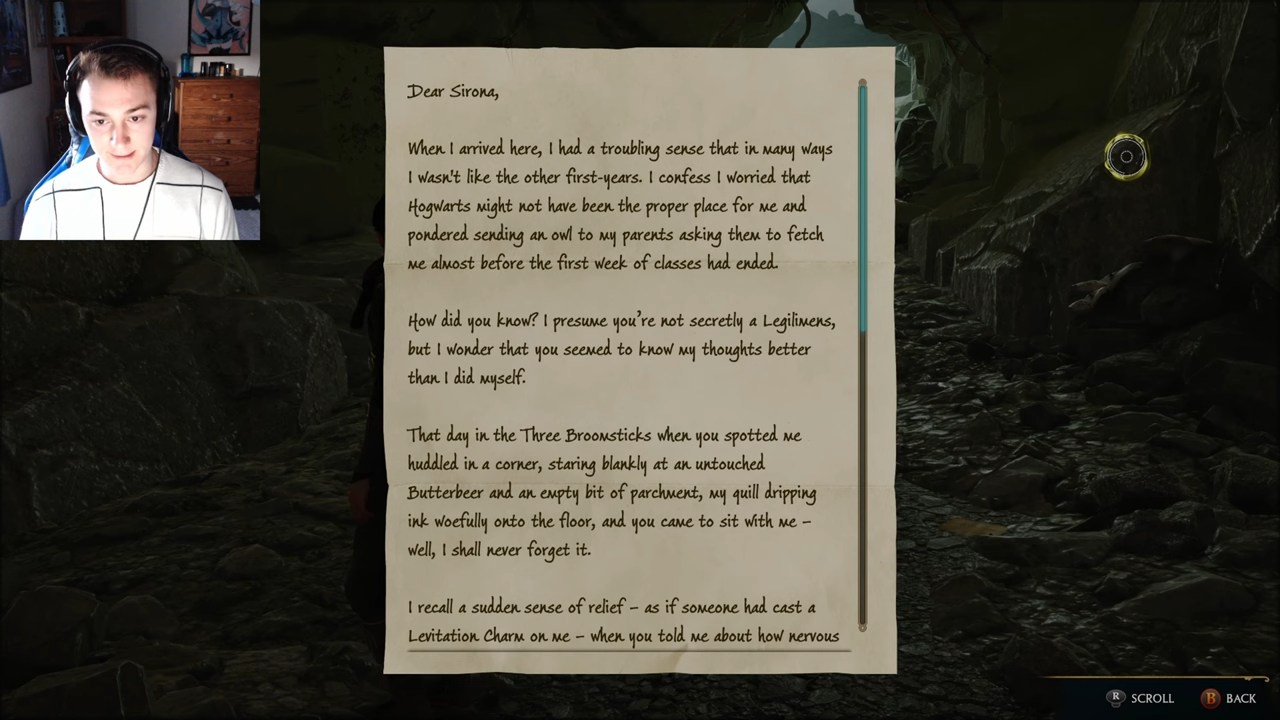 Dear Sirona,
When I arrived here, I had a troubling sense that in many ways
I wasn't like the other first-years. I confess I worried that
Hogwarts might not have been the proper place for me and
pondered sending an owl to my parents asking them to fetch
me almost before the first week of classes had ended.
How did you know? I presume you're not secretly a Legilimens,
but I wonder that you seemed to know my thoughts better
than I did myself.
That day in the Three Broomsticks when you spotted me
huddled in a corner, staring blankly at an untouched
Butterbeer and an empty bit of parchment, my quill dripping
ink woefully onto the floor, and you came to sit with me –
well, I shall never forget it.
I recall a sudden sense of relief – as if someone had cast a
Levitation Charm on me – when you told me about how nervous
R SCROLL B BACK